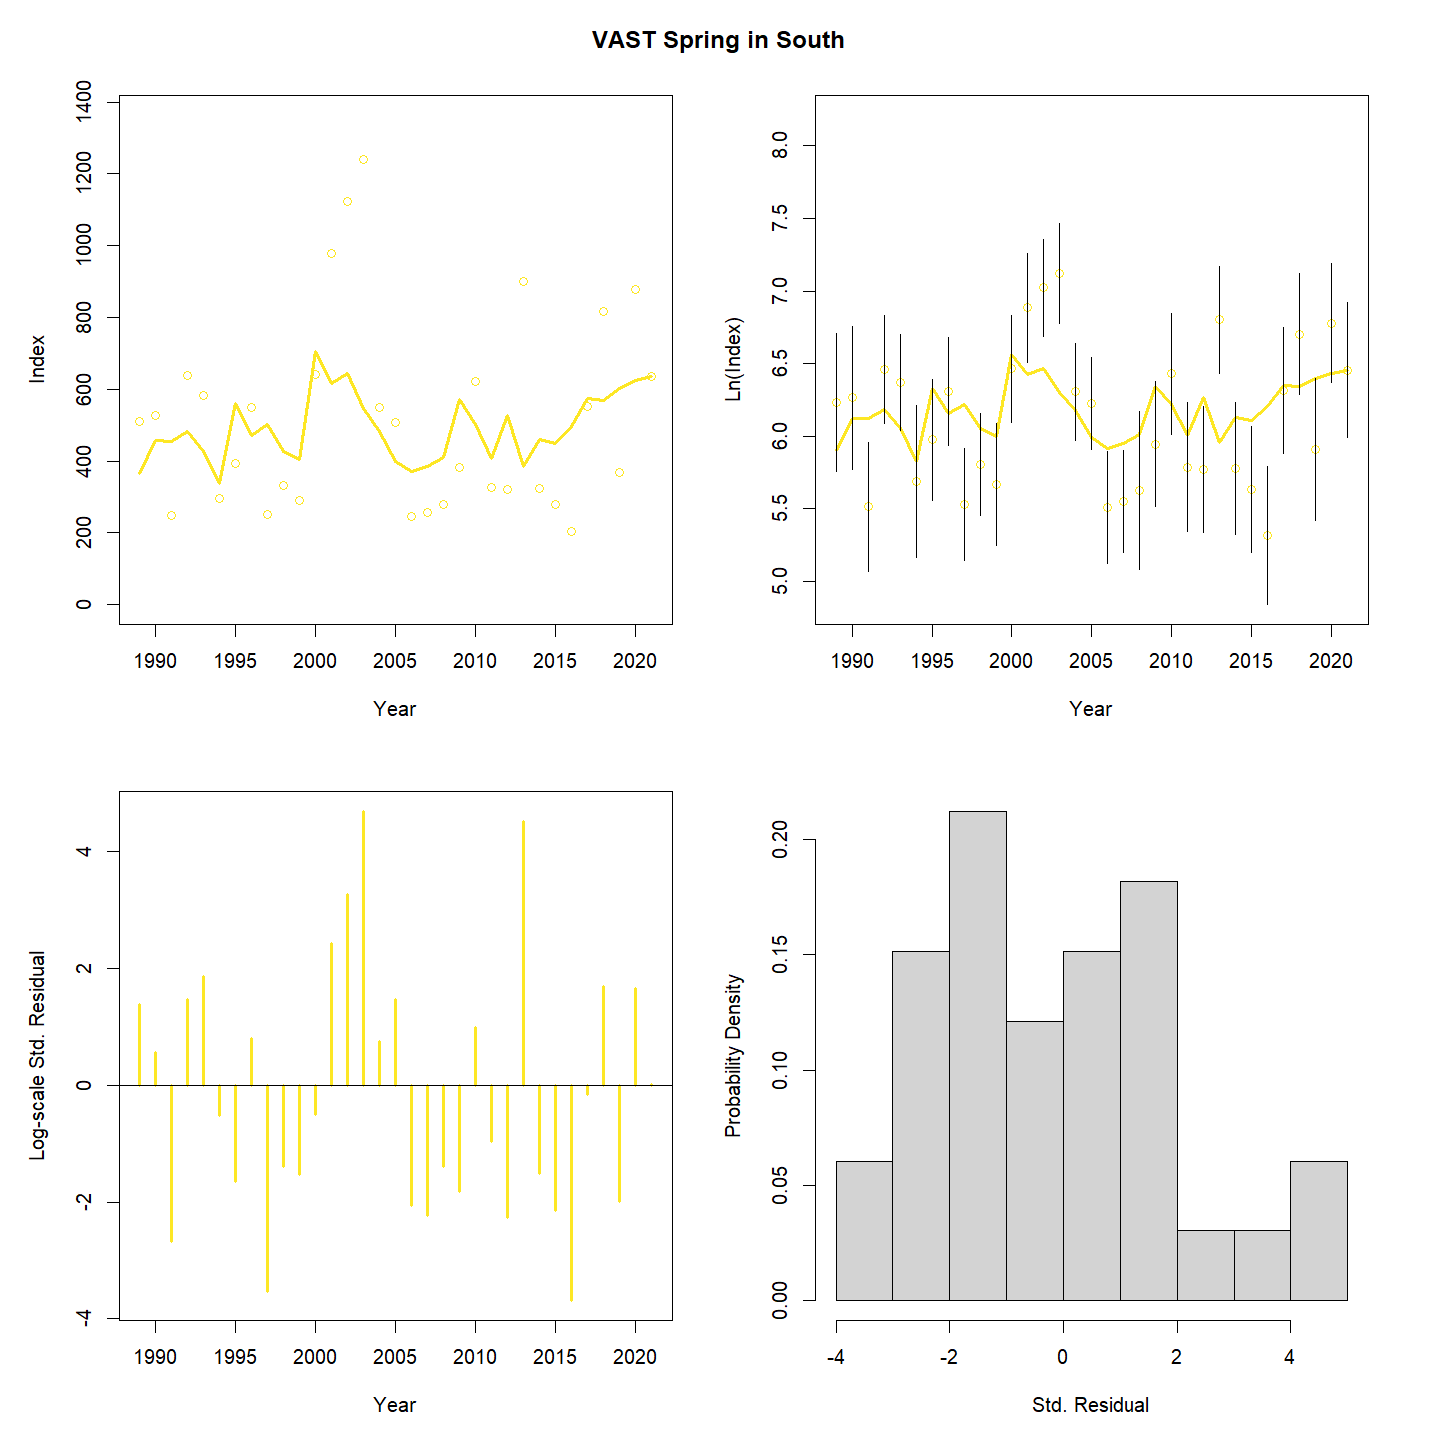 VAST Spring in South
Index
0 200 400 600 800 1000 1200 1400
1990 1995 2000 2005 2010 2015 2020
Year
Ln(Index)
5.0 5.5 6.0 6.5 7.0 7.5 8.0
1990 1995 2000 2005 2010 2015 2020
Year
Log-scale Std. Residual
-4 -2 0 2 4
1990 1995 2000 2005 2010 2015 2020
Year
Probability Density
0.00 0.05 0.10 0.15 0.20
-4 -2 0 2 4
Std. Residual